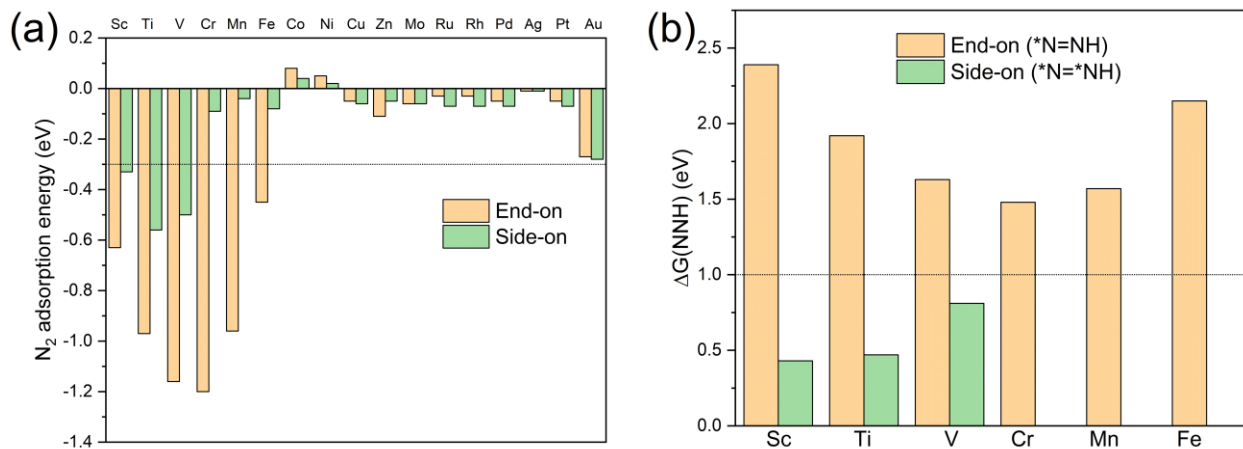 (a)
Sc Ti V Cr Mn Fe Co Ni Cu Zn Mo Ru Rh Pd Ag Pt Au
0.2
0.0
-0.2
-0.4
-0.6
-0.8
-1.0
-1.2
-1.4
N₂ adsorption energy (eV)
End-on
Side-on
(b)
2.5
2.0
1.5
1.0
0.5
0.0
ΔG(NNH) (eV)
End-on (*N=NH)
Side-on (*N=*NH)
Sc Ti V Cr Mn Fe